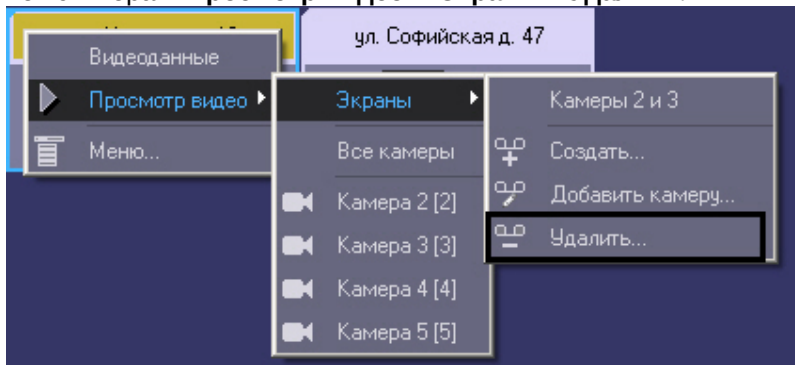 ул. Софийская д. 47
Видеоданные
Просмотр видео
Меню...
Экраны
Все камеры
Камера 2 [2]
Камера 3 [3]
Камера 4 [4]
Камера 5 [5]
Камеры 2 и 3
Создать...
Добавить камеру...
Удалить...